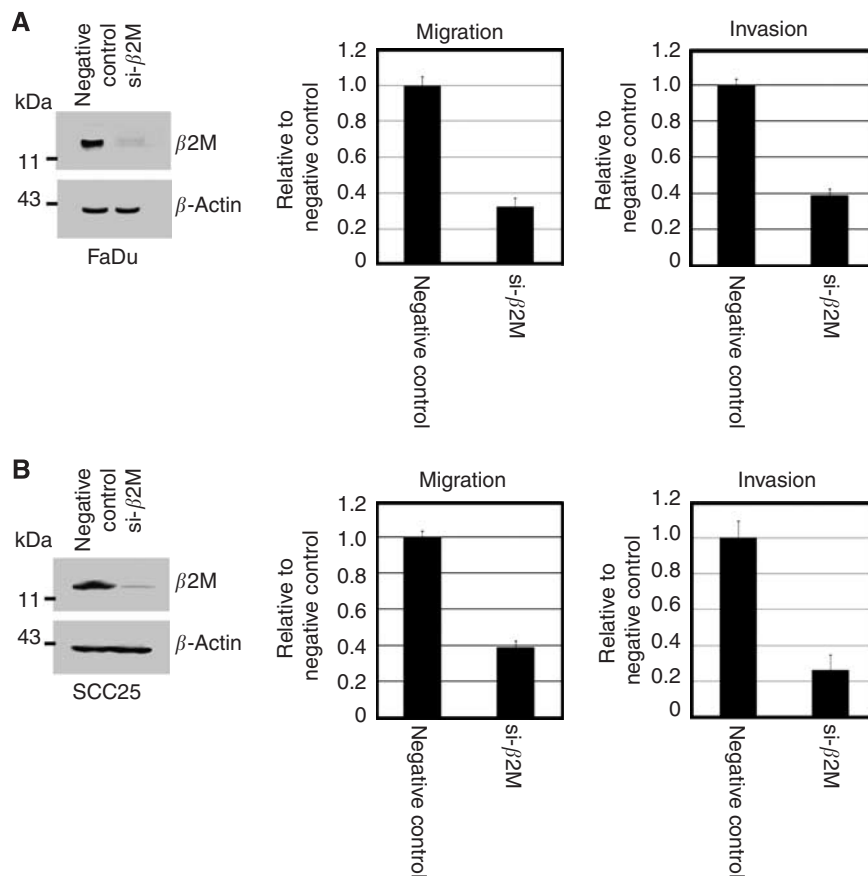 A
Negative
control
si-β2M
kDa
11
β2M
43
β-Actin
FaDu
Migration
Relative to
negative control
1.2
1.0
0.8
0.6
0.4
0.2
0
Negative control
si-β2M
Invasion
Relative to
negative control
1.2
1.0
0.8
0.6
0.4
0.2
0
Negative control
si-β2M
B
Negative
control
si-β2M
kDa
11
β2M
43
β-Actin
SCC25
Migration
Relative to
negative control
1.2
1.0
0.8
0.6
0.4
0.2
0
Negative control
si-β2M
Invasion
Relative to
negative control
1.2
1.0
0.8
0.6
0.4
0.2
0
Negative control
si-β2M